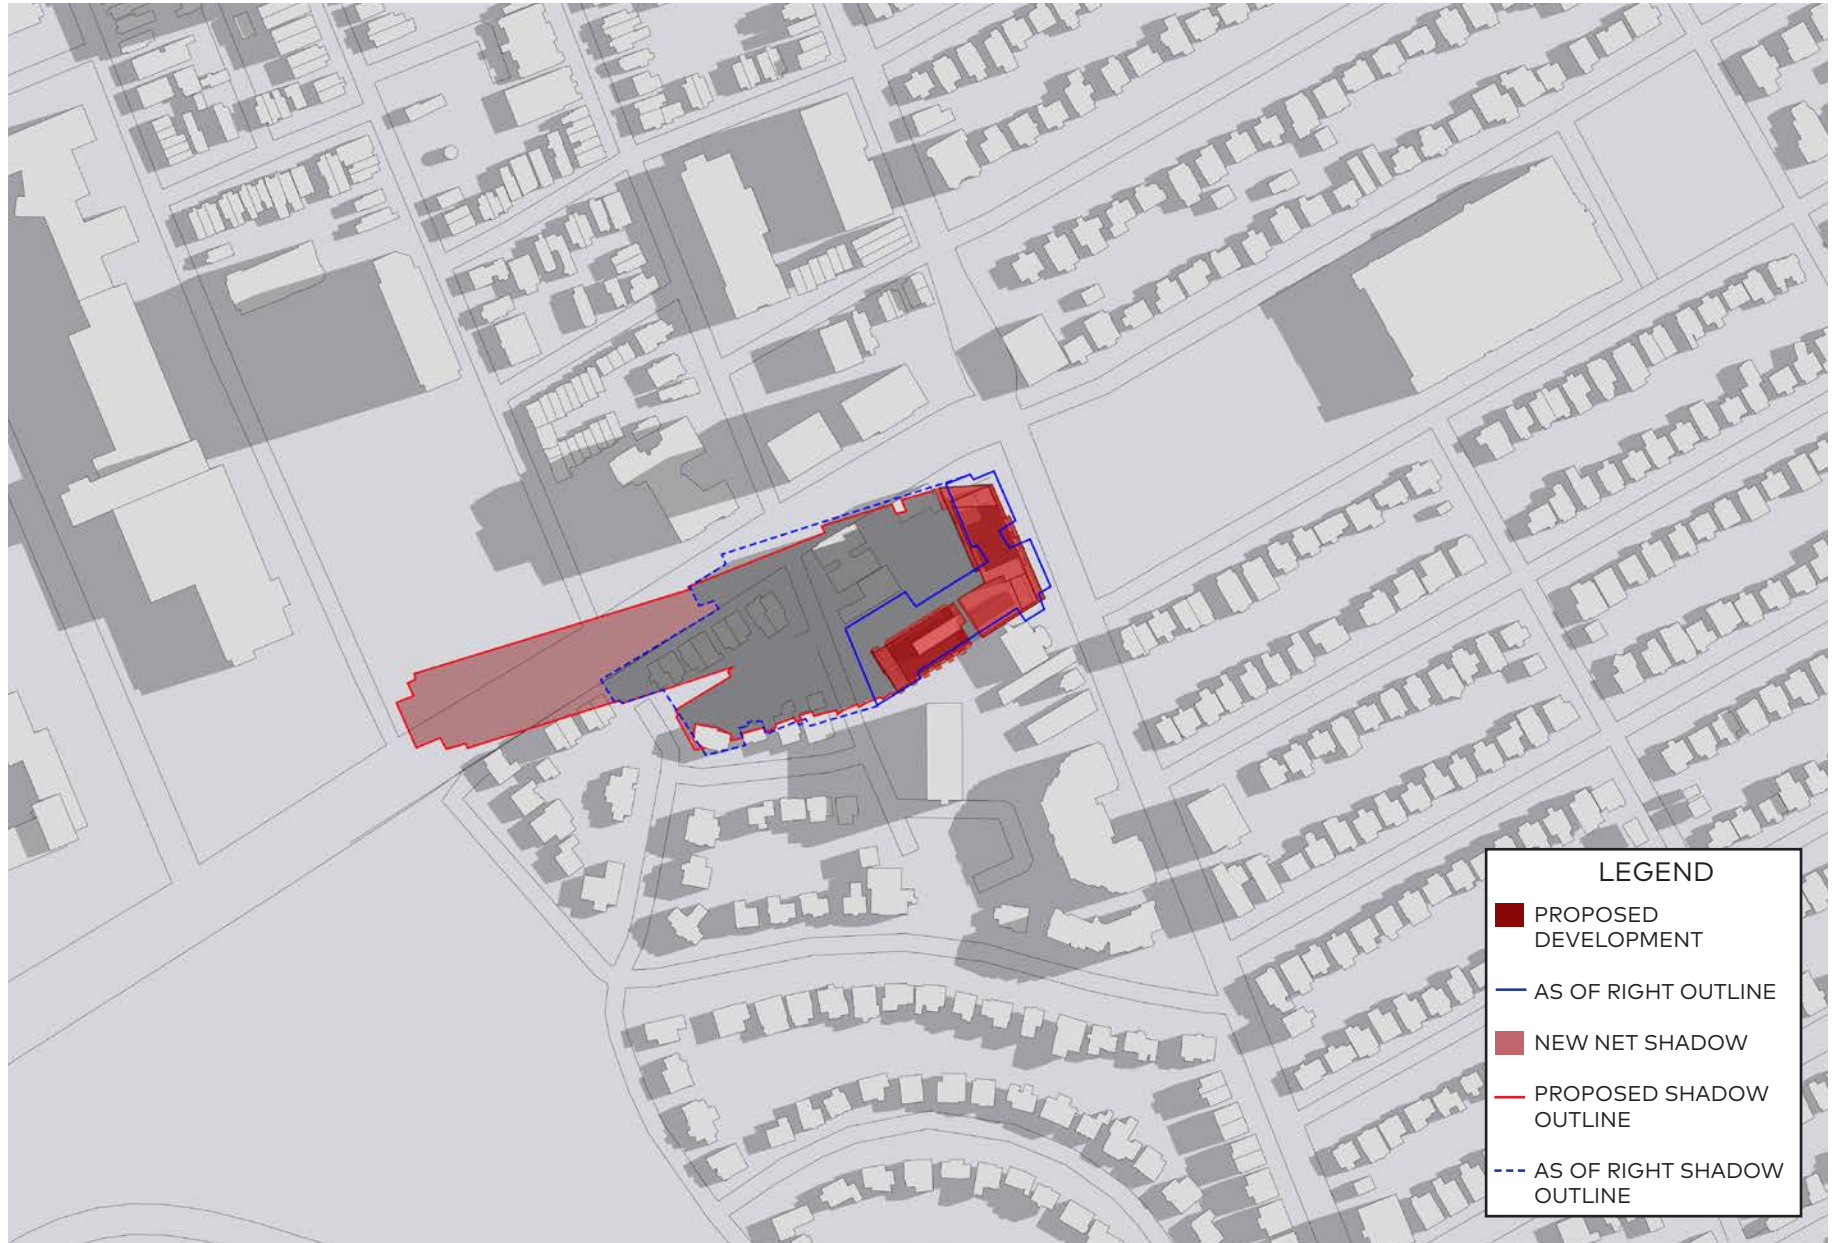 LEGEND
PROPOSED
DEVELOPMENT
AS OF RIGHT OUTLINE
NEW NET SHADOW
PROPOSED SHADOW
OUTLINE
AS OF RIGHT SHADOW
OUTLINE